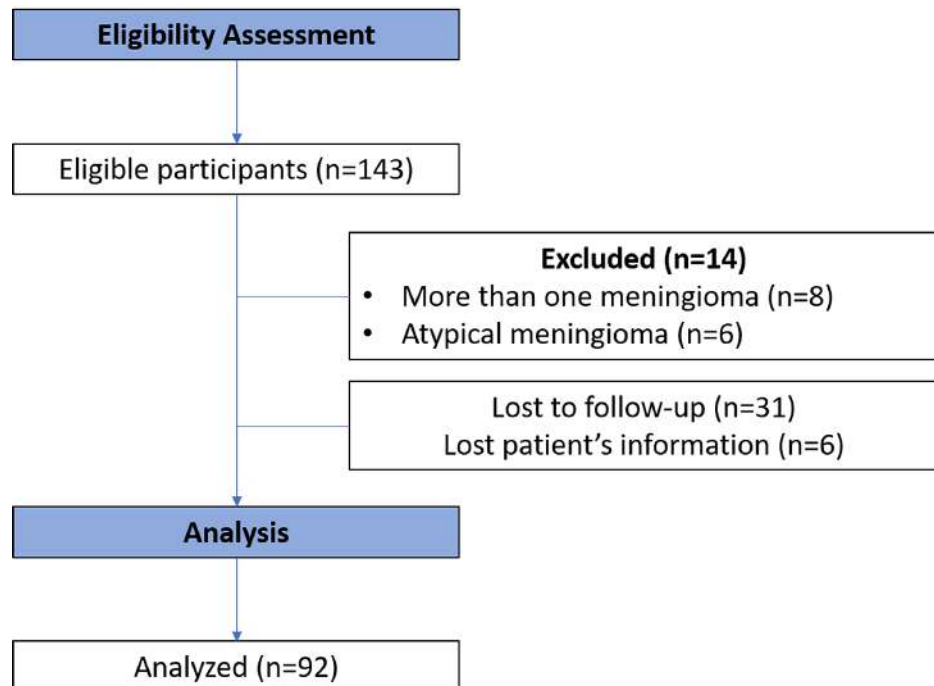 Eligibility Assessment
Eligible participants (n=143)
Excluded (n=14)
• More than one meningioma (n=8)
• Atypical meningioma (n=6)
Lost to follow-up (n=31)
Lost patient's information (n=6)
Analysis
Analyzed (n=92)